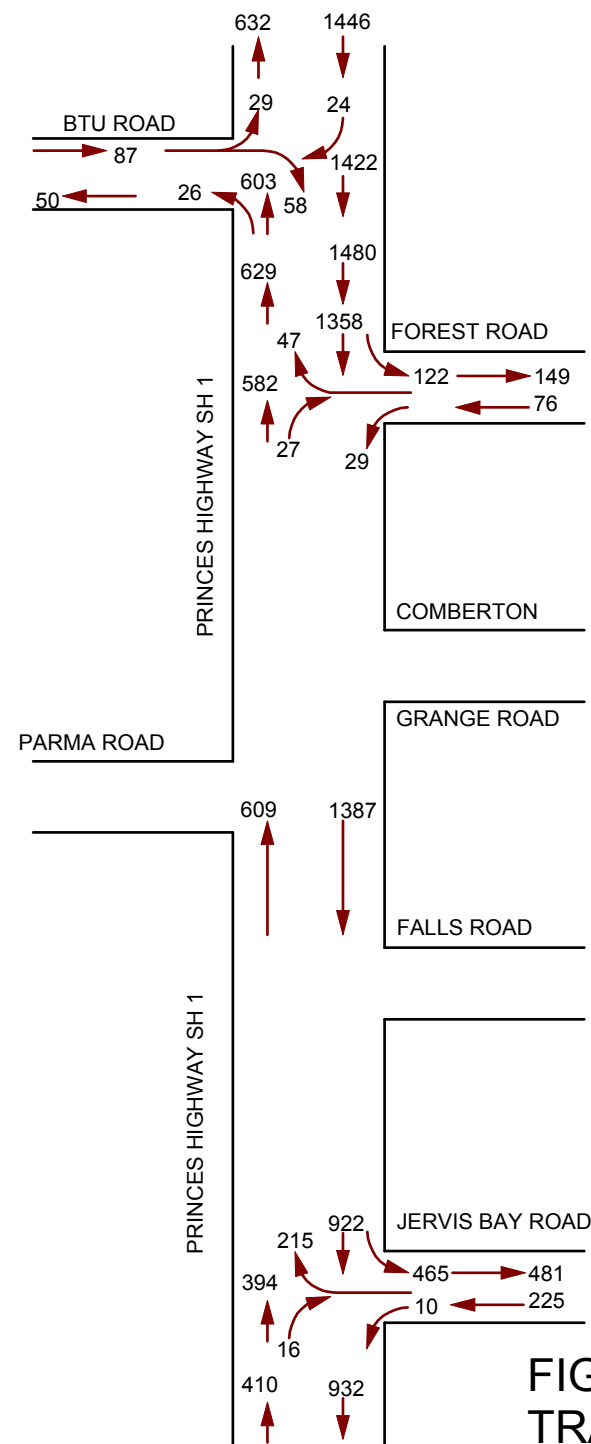 632
1446
29
24
BTU ROAD
87
1422
603
26
50
58
1480
629
1358
FOREST ROAD
47
122
149
582
76
27
29
PRINCES HIGHWAY SH 1
COMBERTON
GRANGE ROAD
PARMA ROAD
609
1387
FALLS ROAD
PRINCES HIGHWAY SH 1
922
JERVIS BAY ROAD
215
465
481
394
10
225
16
410
932
FIG
TRA